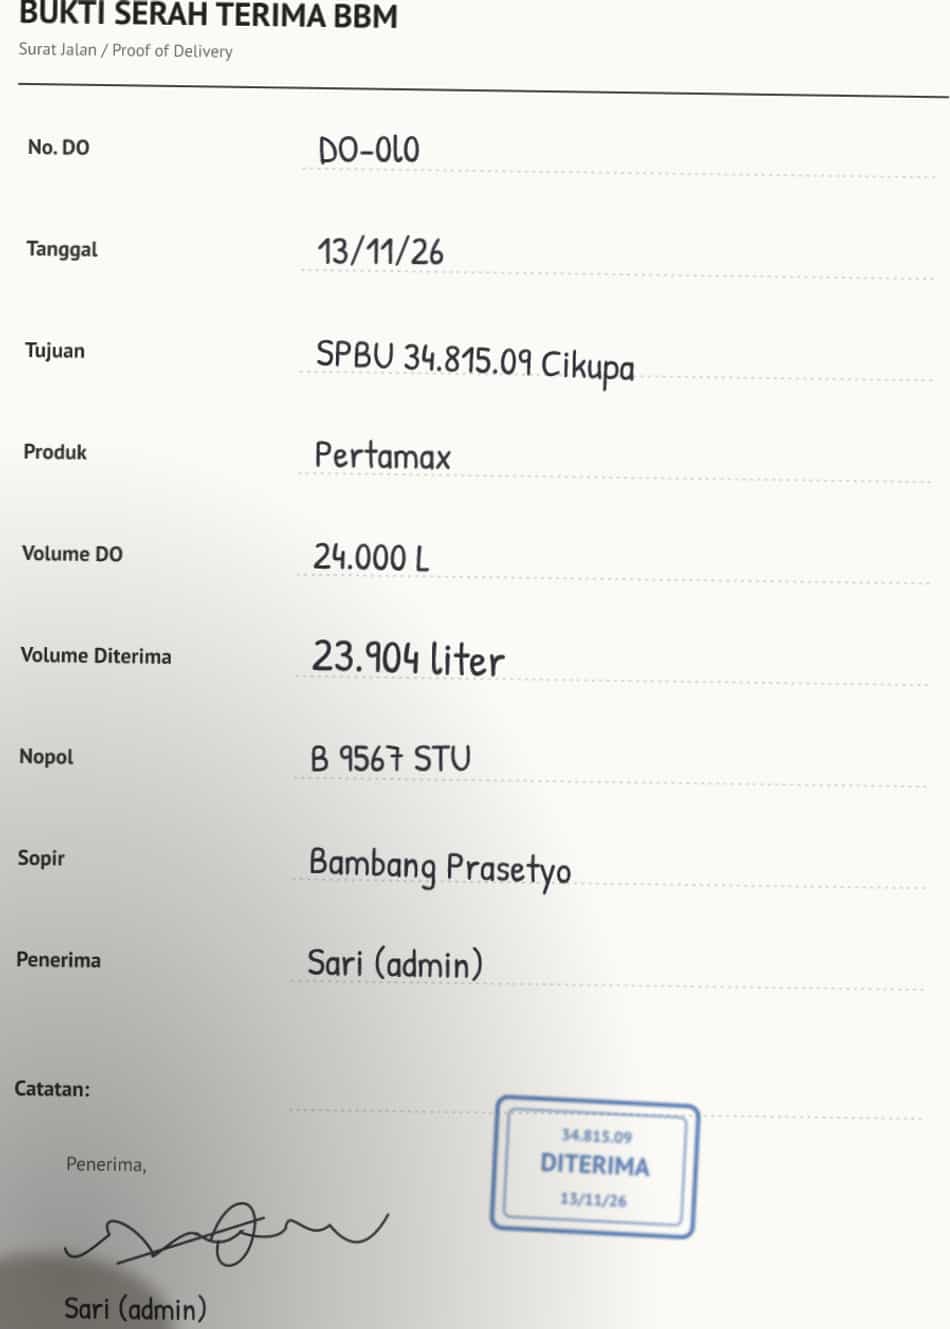 BUKTI SERAH TERIMA BBM
Surat Jalan / Proof of Delivery
No. DO DO-0l0
Tanggal 13/11/26
Tujuan SPBU 34.815.09 Cikupa
Produk Pertamax
Volume DO 24.000 L
Volume Diterima 23.904 liter
Nopol B 9567 STU
Sopir Bambang Prasetyo
Penerima Sari (admin)
Catatan:
34.815.09
DITERIMA
13/11/26
Penerima,
Sari (admin)